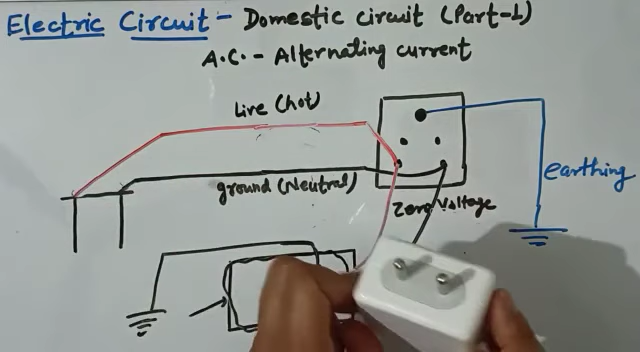 Electric Circuit - Domestic circuit (Part-1)
A.C. - Alternating current
Live (hot)
ground (Neutral)
earthing
Zero Voltage